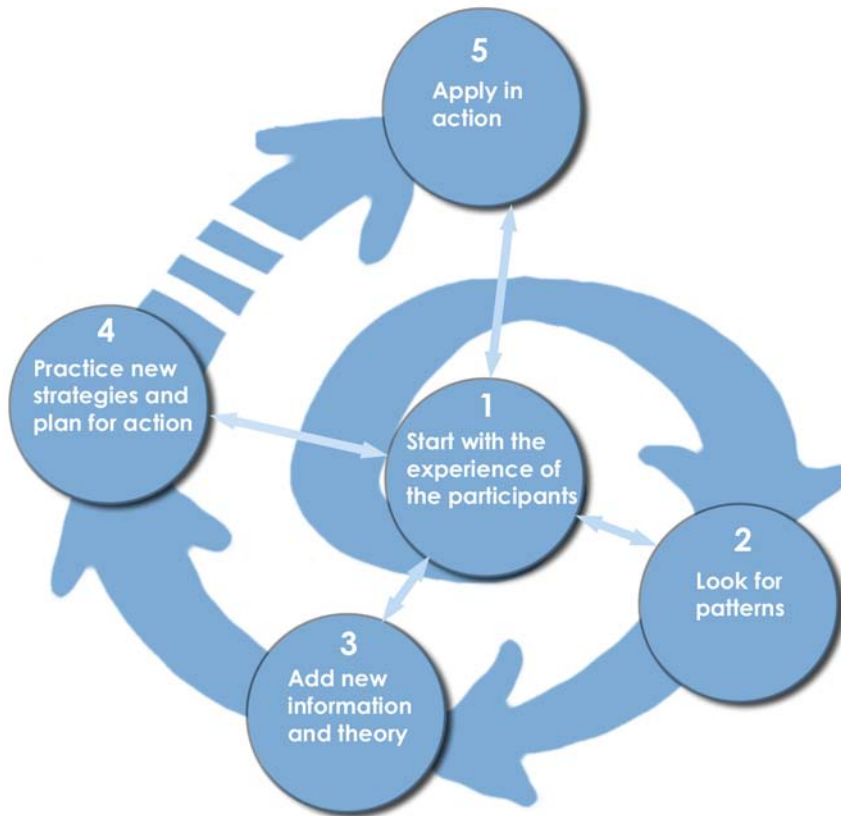 1
Start with the
experience of
the participants
2
Look for
patterns
3
Add new
information
and theory
4
Practice new
strategies and
plan for action
5
Apply in
action